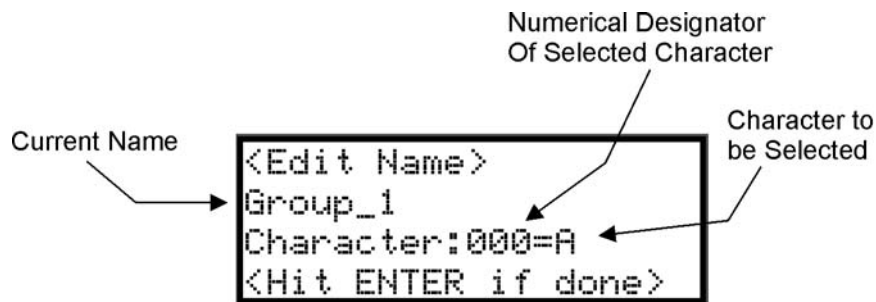 Numerical Designator
Of Selected Character
Character to
be Selected
Current Name
<Edit Name>
Group_1
Character:000=A
<Hit ENTER if done>